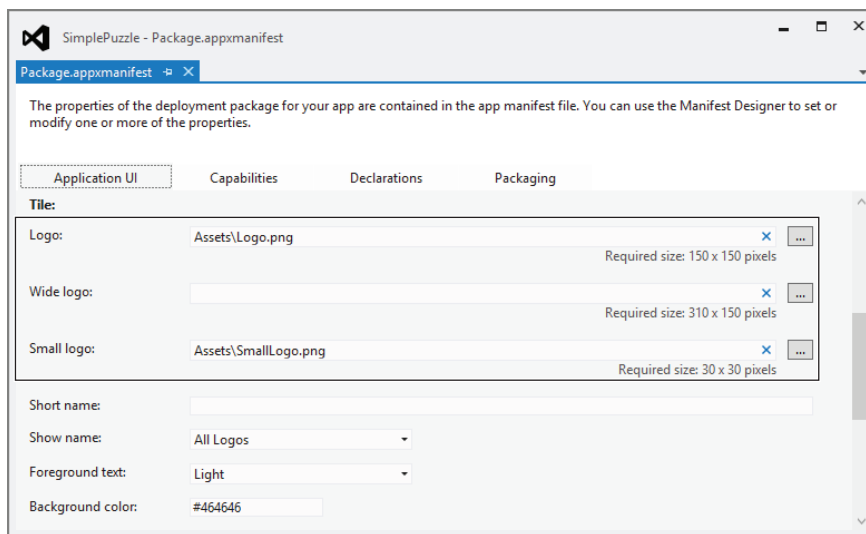 SimplePuzzle - Package.appxmanifest
Package.appxmanifest
The properties of the deployment package for your app are contained in the app manifest file. You can use the Manifest Designer to set or
modify one or more of the properties.
Application UI Capabilities Declarations Packaging
Tile:
Logo: Assets\Logo.png ...
Required size: 150 x 150 pixels
Wide logo: ...
Required size: 310 x 150 pixels
Small logo: Assets\SmallLogo.png ...
Required size: 30 x 30 pixels
Short name:
Show name: All Logos
Foreground text: Light
Background color: #464646